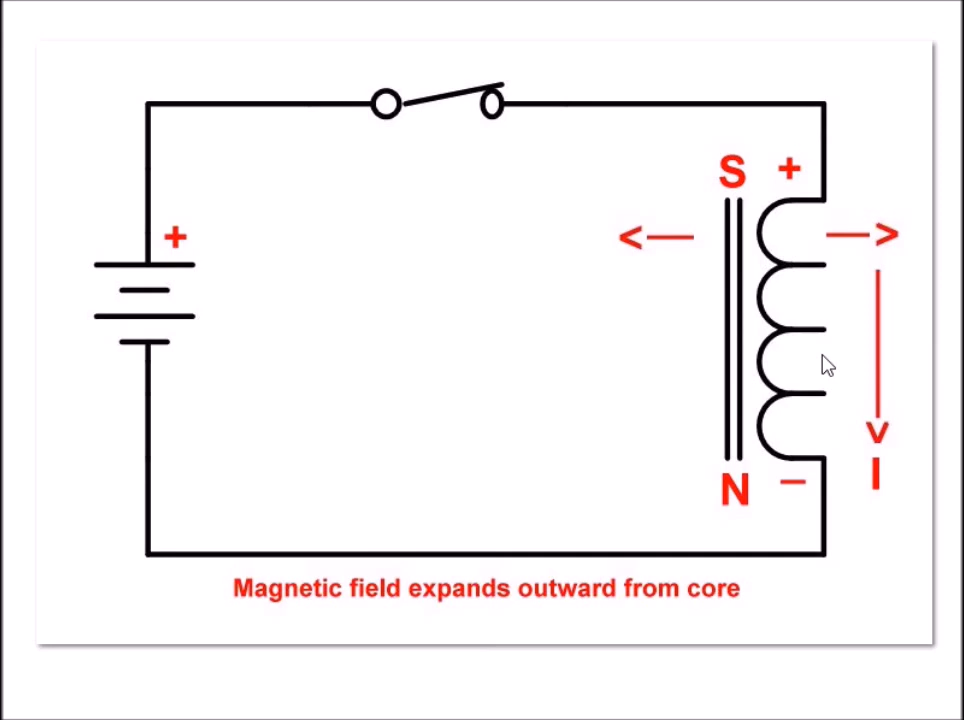 S +
+
< — — >
V
I
N –
Magnetic field expands outward from core